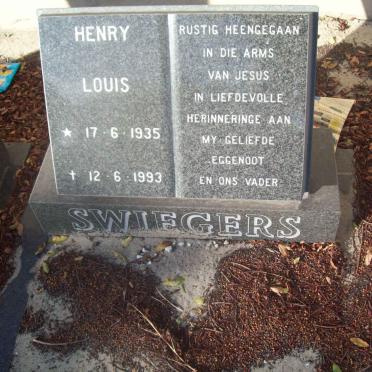 HENRY
LOUIS
★ 17-6-1935
✝ 12-6-1993
RUSTIG HEENGEGAAN
IN DIE ARMS
VAN JESUS
IN LIEFDEVOLLE
HERINNERINGE AAN
MY GELIEFDE
EGGENOOT
EN ONS VADER
SWIEGERS